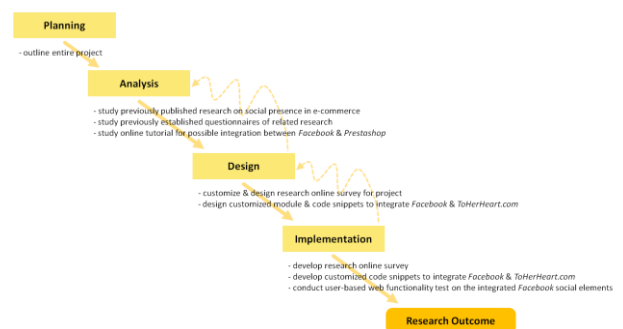 Planning
- outline entire project
Analysis
- study previously published research on social presence in e-commerce
- study previously established questionnaires of related research
- study online tutorial for possible integration between Facebook & Prestashop
Design
- customize & design research online survey for project
- design customized module & code snippets to integrate Facebook & ToHerHeart.com
Implementation
- develop research online survey
- develop customized code snippets to integrate Facebook & ToHerHeart.com
- conduct user-based web functionality test on the integrated Facebook social elements
Research Outcome